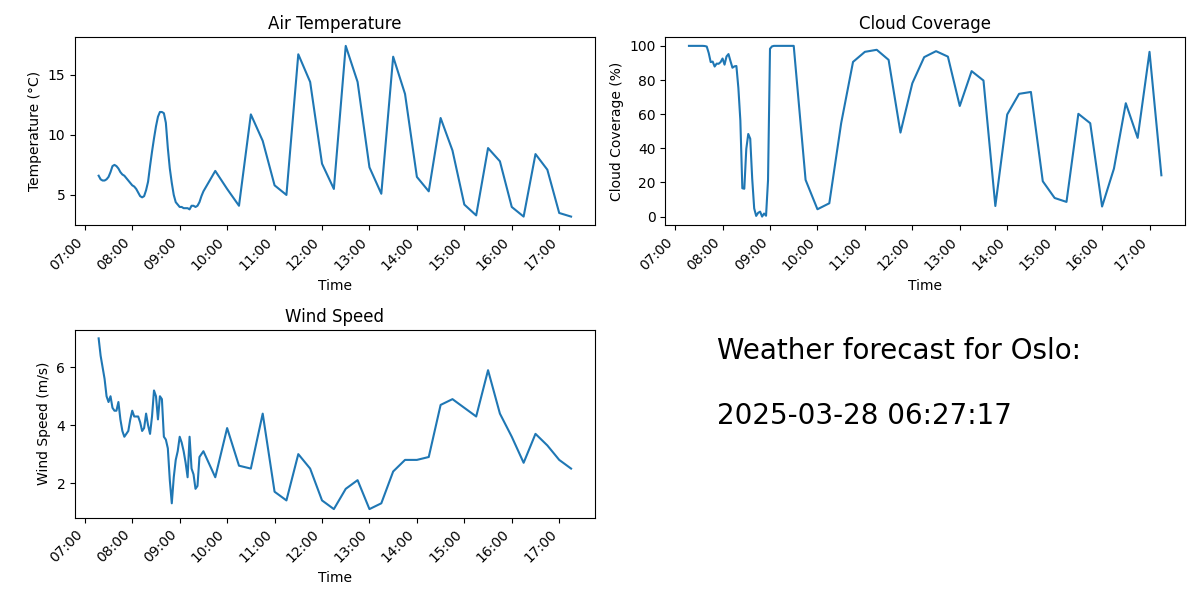 Air Temperature
Temperature (°C)
15
10
5
07:00 08:00 09:00 10:00 11:00 12:00 13:00 14:00 15:00 16:00 17:00
Time
Cloud Coverage
Cloud Coverage (%)
100
80
60
40
20
0
07:00 08:00 09:00 10:00 11:00 12:00 13:00 14:00 15:00 16:00 17:00
Time
Wind Speed
Wind Speed (m/s)
6
4
2
07:00 08:00 09:00 10:00 11:00 12:00 13:00 14:00 15:00 16:00 17:00
Time
Weather forecast for Oslo:
2025-03-28 06:27:17